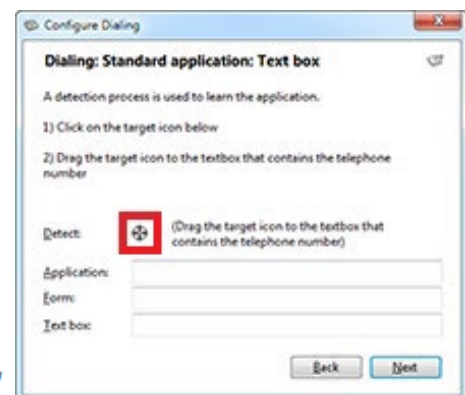 Configure Dialing
Dialing: Standard application: Text box
A detection process is used to learn the application.
1) Click on the target icon below
2) Drag the target icon to the textbox that contains the telephone
number
Detect: (Drag the target icon to the textbox that
contains the telephone number)
Application:
Form:
Text box:
Back Next